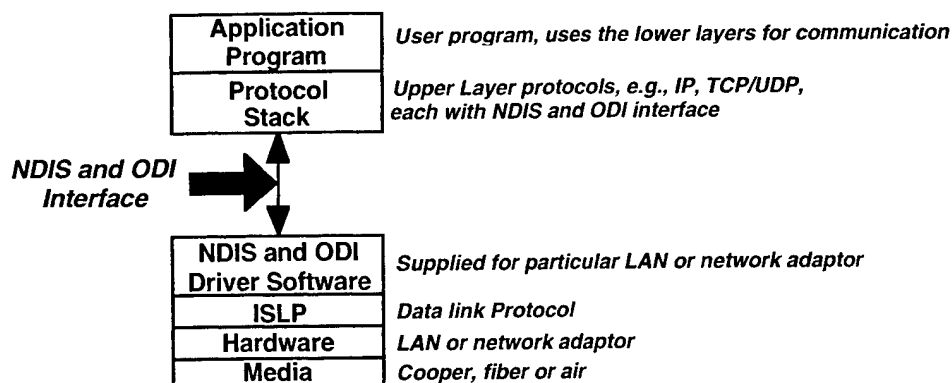 Application
Program
User program, uses the lower layers for communication
Protocol
Stack
Upper Layer protocols, e.g., IP, TCP/UDP,
each with NDIS and ODI interface
NDIS and ODI
Interface
NDIS and ODI
Driver Software
Supplied for particular LAN or network adaptor
ISLP
Data link Protocol
Hardware
LAN or network adaptor
Media
Cooper, fiber or air